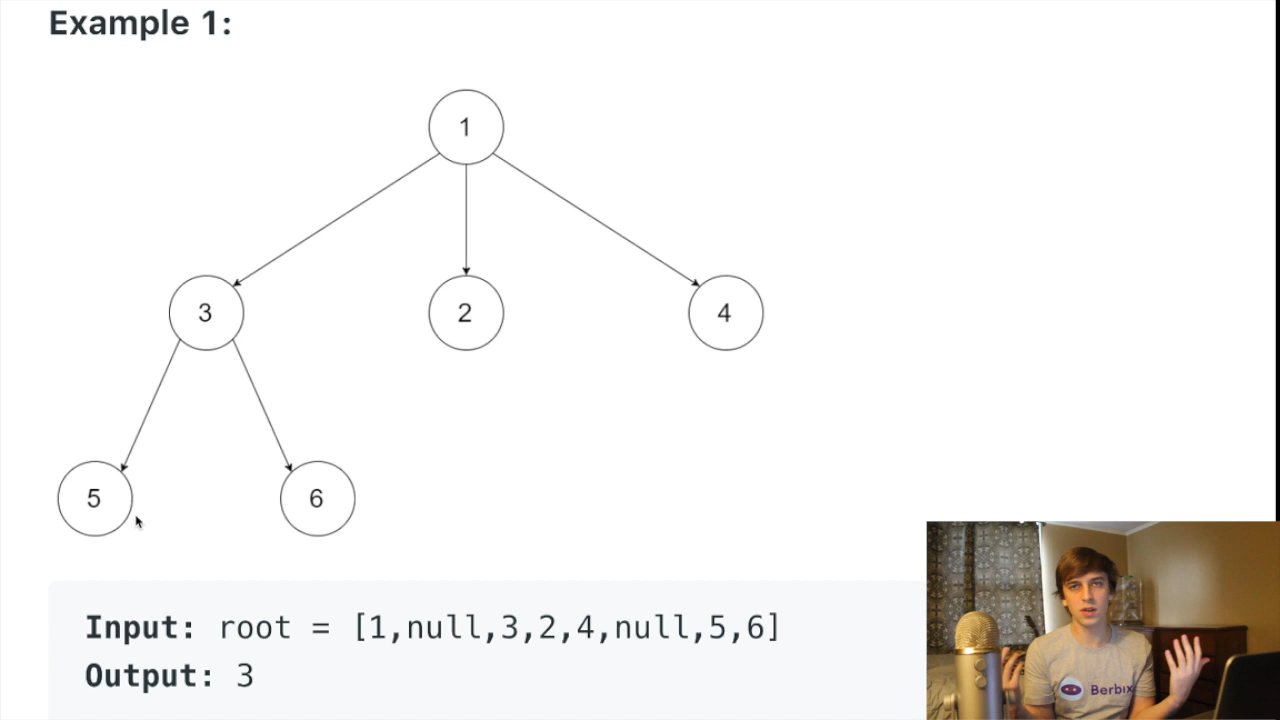 Example 1:
1
3
2
4
5
6
Input: root = [1,null,3,2,4,null,5,6]
Output: 3
Berbix